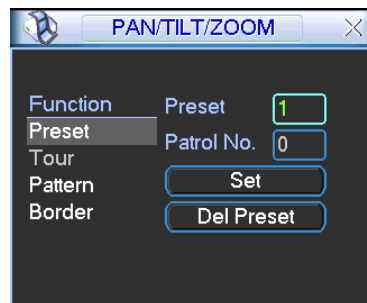 PAN/TILT/ZOOM
Function
Preset
Tour
Pattern
Border
Preset 1
Patrol No. 0
Set
Del Preset